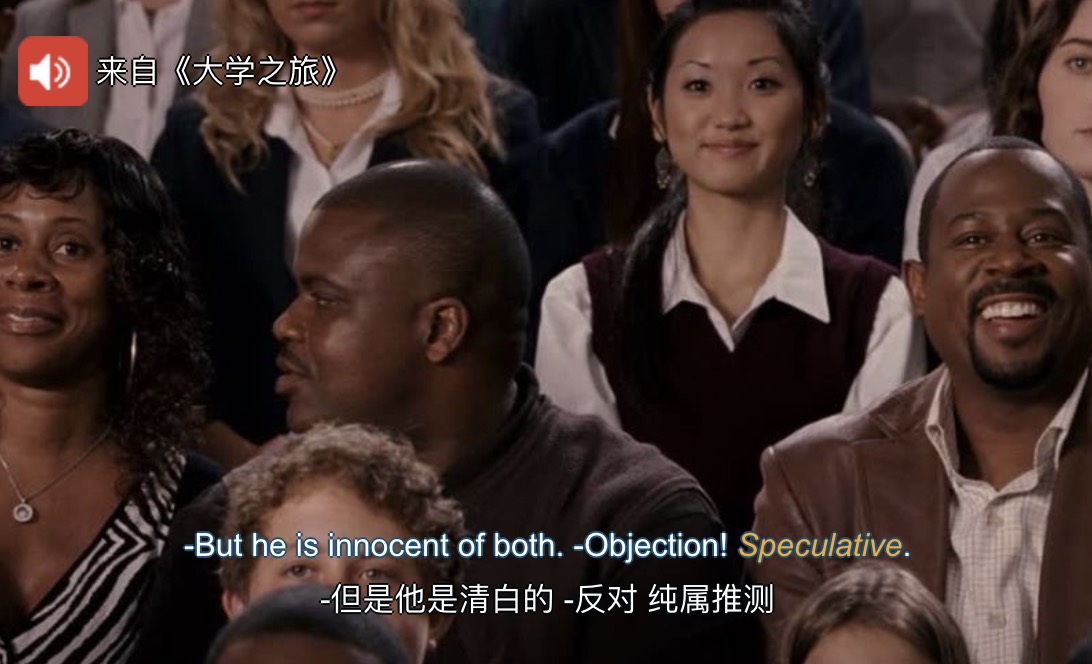 来自《大学之旅》
-But he is innocent of both. -Objection! Speculative.
-但是他是清白的 -反对 纯属推测